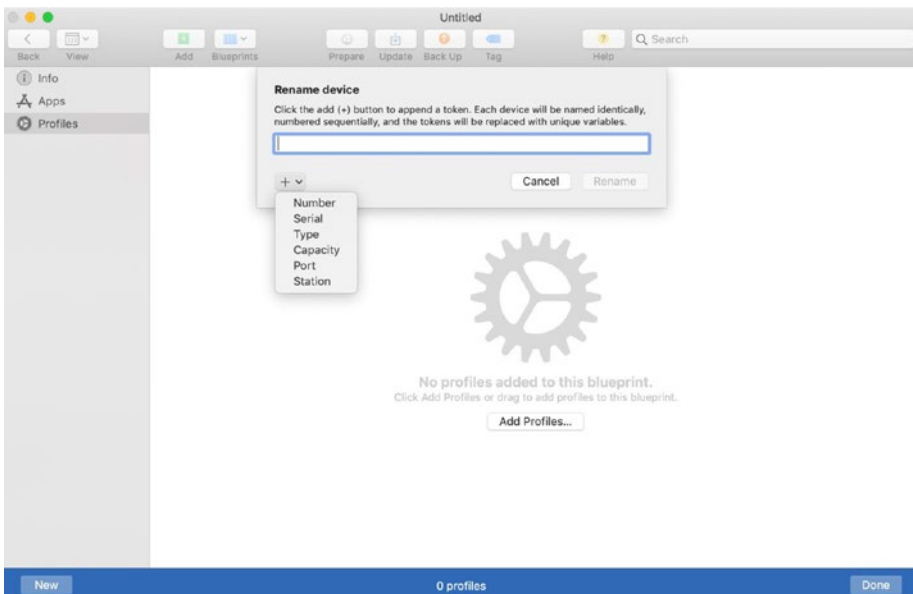 Untitled
Back View Add Blueprints Prepare Update Back Up Tag Help Search
Info
Apps
Profiles
Rename device
Click the add (+) button to append a token. Each device will be named identically,
numbered sequentially, and the tokens will be replaced with unique variables.
Cancel Rename
Number
Serial
Type
Capacity
Port
Station
No profiles added to this blueprint.
Click Add Profiles or drag to add profiles to this blueprint.
Add Profiles...
New 0 profiles Done